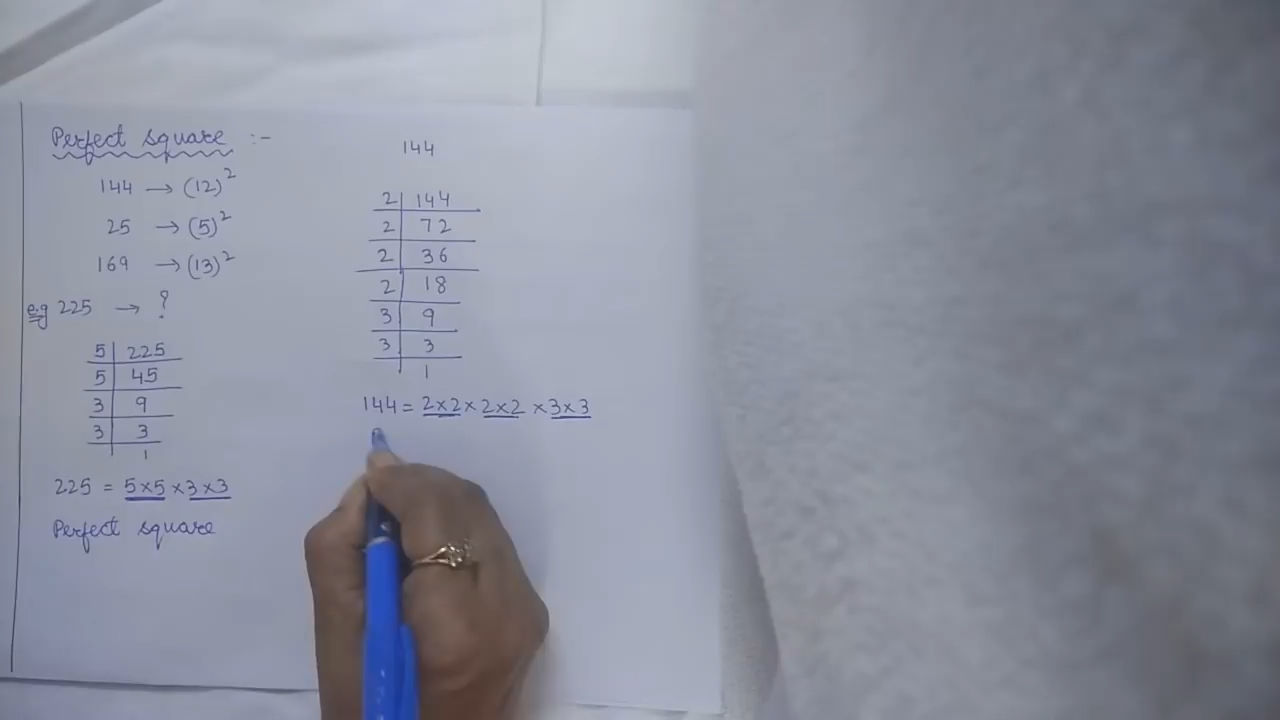 Perfect square :-
144 → (12)²
25 → (5)²
169 → (13)²
e.g 225 → ?
5 | 225
5 | 45
3 | 9
3 | 3
| 1
225 = 5×5 × 3×3
Perfect square
144
2 | 144
2 | 72
2 | 36
2 | 18
3 | 9
3 | 3
| 1
144 = 2×2 × 2×2 × 3×3